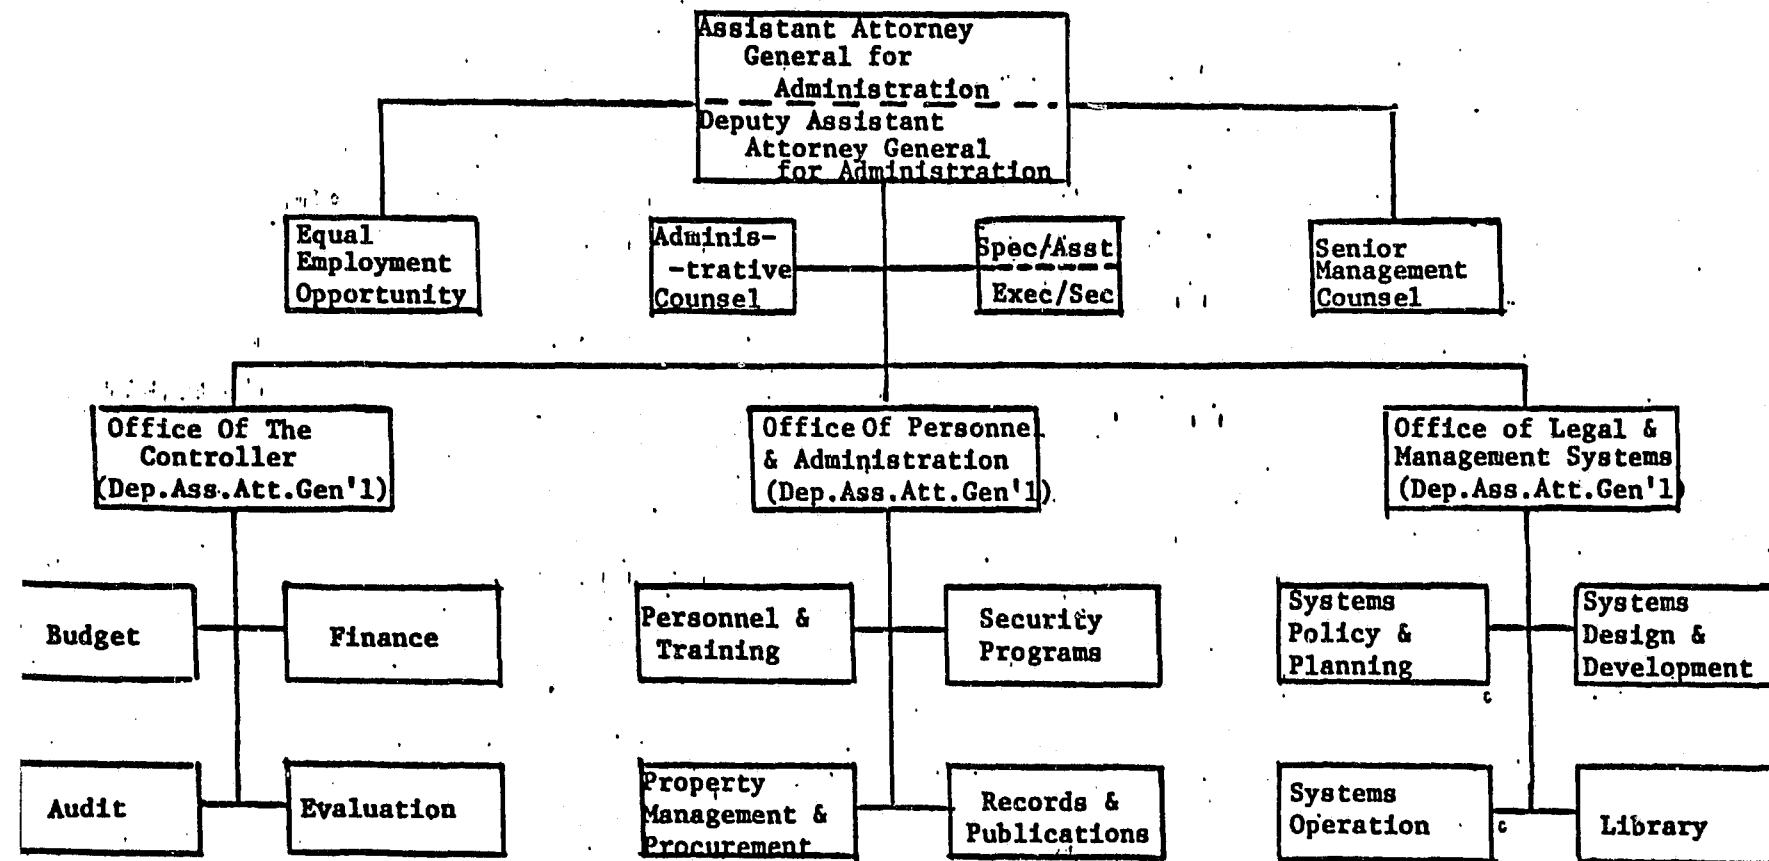 Assistant Attorney
General for
Administration
Deputy Assistant
Attorney General
for Administration
Equal
Employment
Opportunity
Adminis-
-trative
Counsel
Spec/Asst
Exec/Sec
Senior
Management
Counsel
Office Of The
Controller
(Dep.Ass.Att.Gen'l)
Office Of Personnel
& Administration
(Dep.Ass.Att.Gen'l)
Office of Legal &
Management Systems
(Dep.Ass.Att.Gen'l)
Budget
Finance
Personnel &
Training
Security
Programs
Systems
Policy &
Planning
Systems
Design &
Development
Audit
Evaluation
Property
Management &
Procurement
Records &
Publications
Systems
Operation
Library